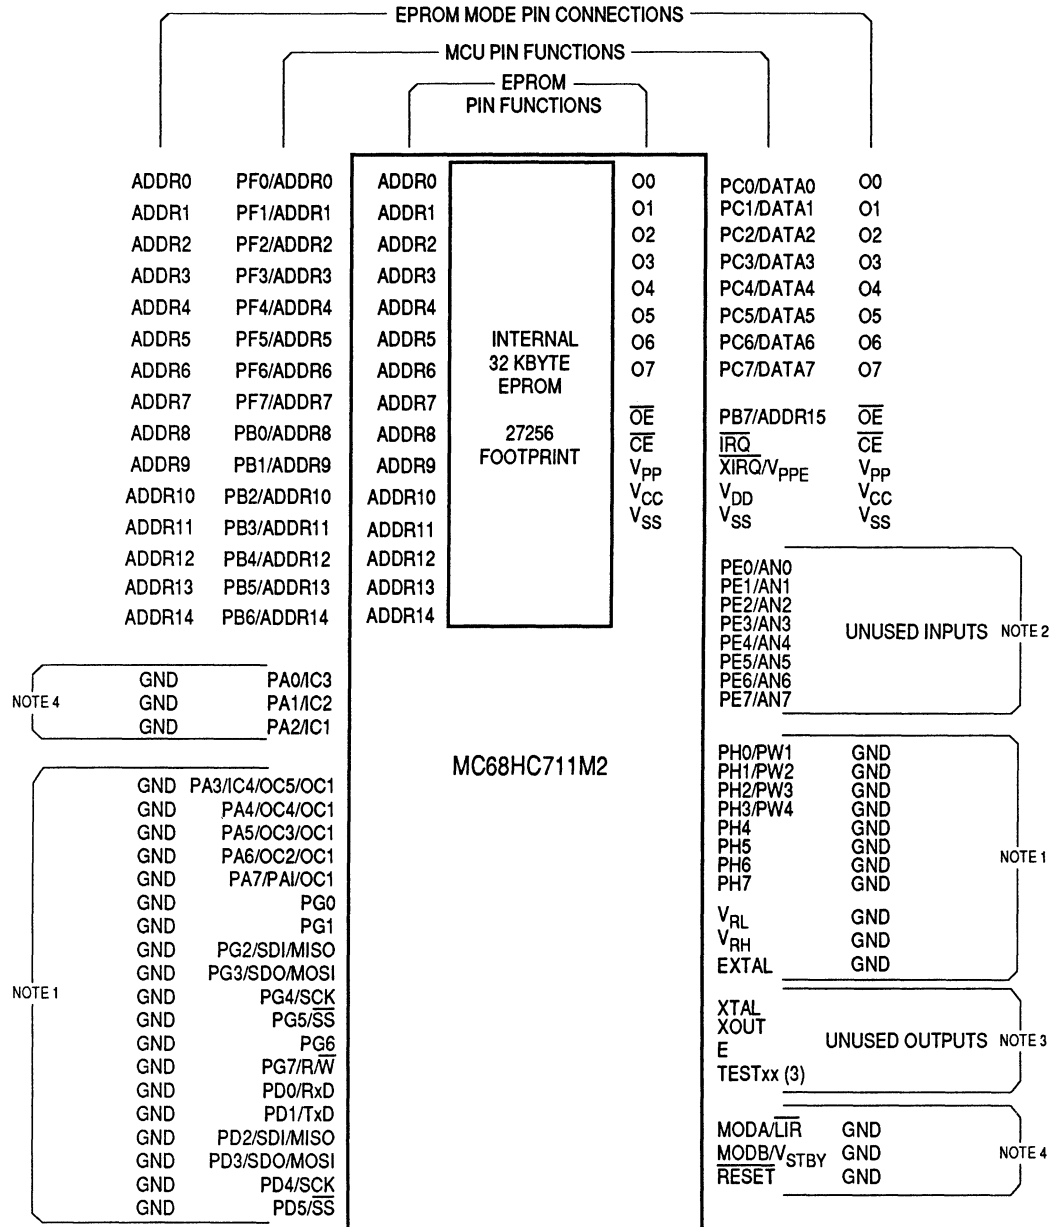 EPROM MODE PIN CONNECTIONS
MCU PIN FUNCTIONS
EPROM
PIN FUNCTIONS
ADDR0 PF0/ADDR0 ADDR0 O0 PC0/DATA0 O0
ADDR1 PF1/ADDR1 ADDR1 O1 PC1/DATA1 O1
ADDR2 PF2/ADDR2 ADDR2 O2 PC2/DATA2 O2
ADDR3 PF3/ADDR3 ADDR3 O3 PC3/DATA3 O3
ADDR4 PF4/ADDR4 ADDR4 O4 PC4/DATA4 O4
ADDR5 PF5/ADDR5 ADDR5 INTERNAL O5 PC5/DATA5 O5
ADDR6 PF6/ADDR6 ADDR6 32 KBYTE O6 PC6/DATA6 O6
EPROM O7 PC7/DATA7 O7
ADDR7 PF7/ADDR7 ADDR7 O̅E̅ PB7/ADDR15 O̅E̅
ADDR8 PB0/ADDR8 ADDR8 27256 C̅E̅ I̅R̅Q̅ C̅E̅
ADDR9 PB1/ADDR9 ADDR9 FOOTPRINT VPP X̅I̅R̅Q̅/VPPE VPP
ADDR10 PB2/ADDR10 ADDR10 VCC VDD VCC
ADDR11 PB3/ADDR11 ADDR11 VSS VSS VSS
ADDR12 PB4/ADDR12 ADDR12
ADDR13 PB5/ADDR13 ADDR13
ADDR14 PB6/ADDR14 ADDR14
PE0/AN0
PE1/AN1
PE2/AN2
PE3/AN3 UNUSED INPUTS NOTE 2
PE4/AN4
PE5/AN5
PE6/AN6
PE7/AN7
GND PA0/IC3
NOTE 4 GND PA1/IC2
GND PA2/IC1
MC68HC711M2
PH0/PW1 GND
PH1/PW2 GND
PH2/PW3 GND
PH3/PW4 GND
PH4 GND
PH5 GND
PH6 GND NOTE 1
PH7 GND
VRL GND
VRH GND
EXTAL GND
GND PA3/IC4/OC5/OC1
GND PA4/OC4/OC1
GND PA5/OC3/OC1
GND PA6/OC2/OC1
GND PA7/PAI/OC1
GND PG0
GND PG1
GND PG2/SDI/MISO
GND PG3/SDO/MOSI
NOTE 1 GND PG4/SCK
GND PG5/S̅S̅
GND PG6
GND PG7/R/W̅
GND PD0/RxD
GND PD1/TxD
GND PD2/SDI/MISO
GND PD3/SDO/MOSI
GND PD4/SCK
GND PD5/S̅S̅
XTAL
XOUT
E UNUSED OUTPUTS NOTE 3
TESTxx (3)
MODA/L̅I̅R̅ GND
MODB/VSTBY GND NOTE 4
R̅E̅S̅E̅T̅ GND